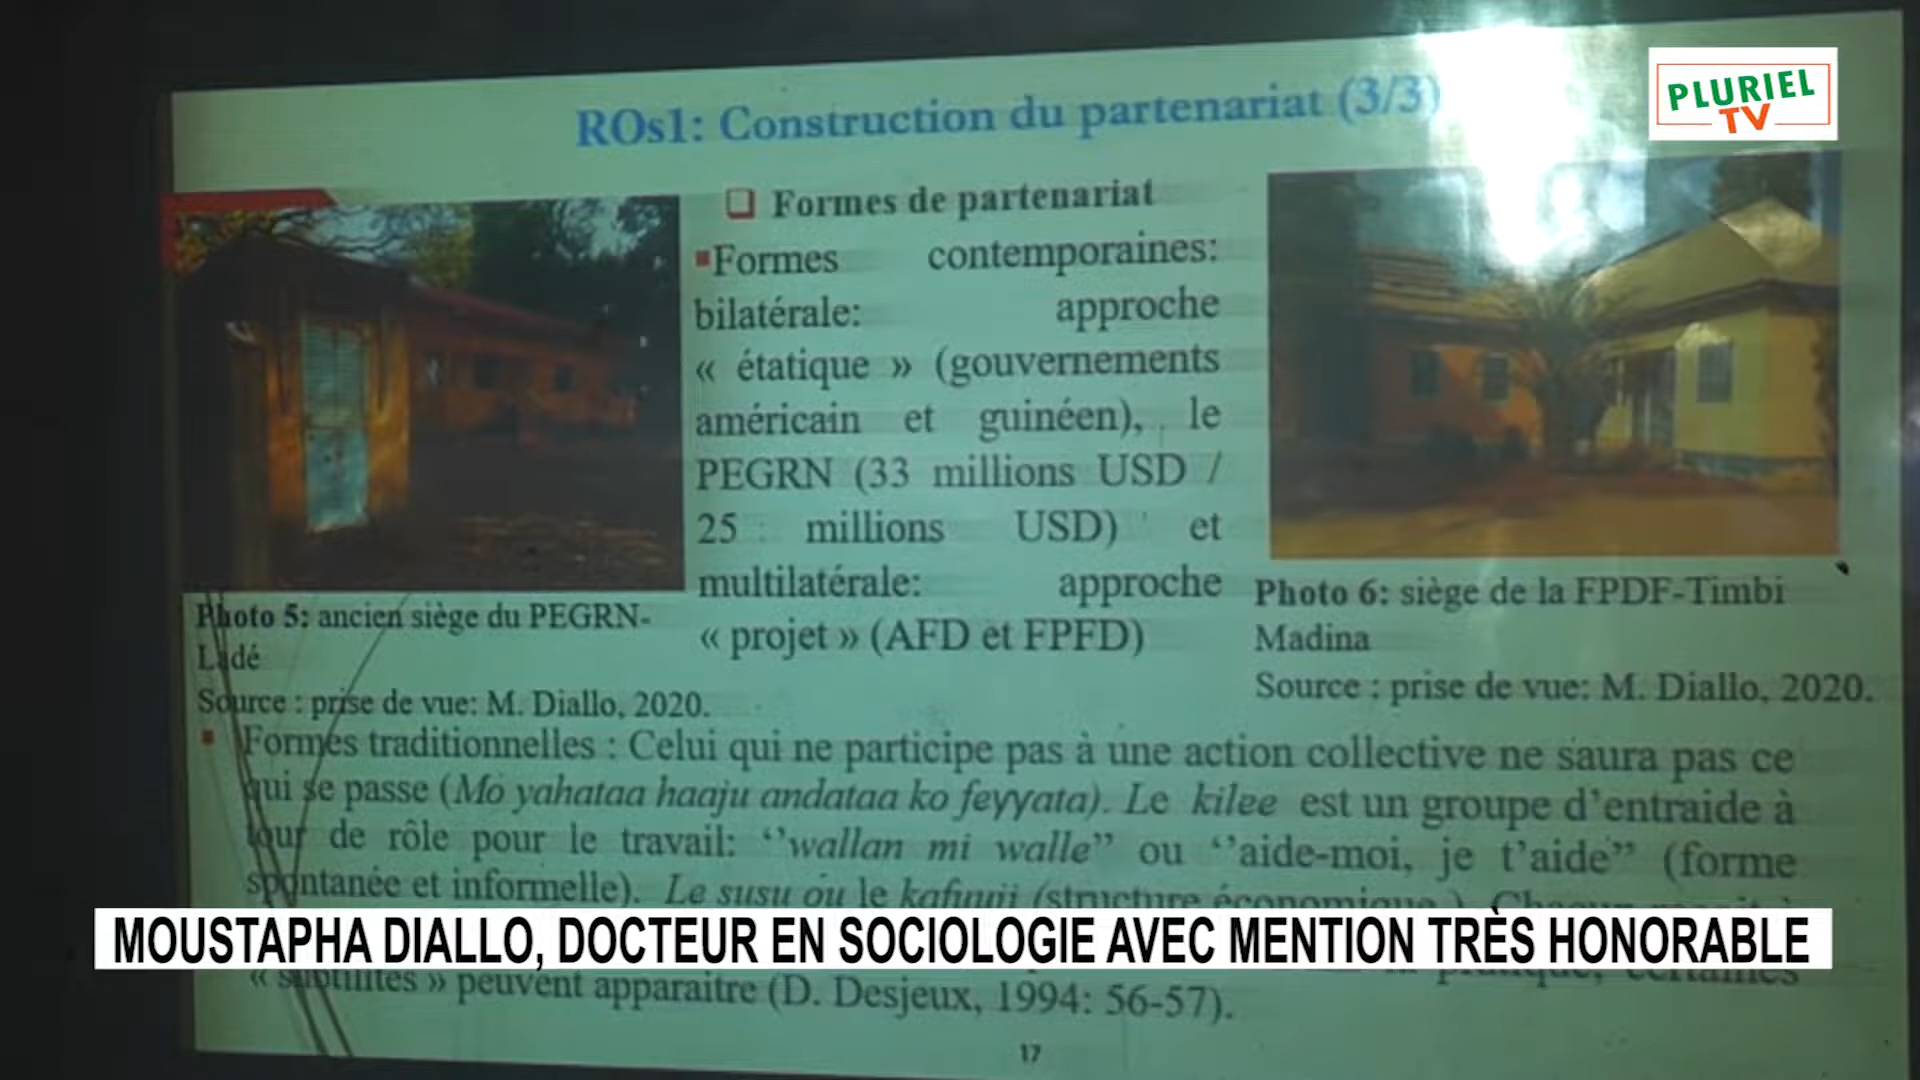 PLURIEL
TV
ROs1: Construction du partenariat (3/3)
❑ Formes de partenariat
▪Formes contemporaines:
bilatérale: approche
« étatique » (gouvernements
américain et guinéen), le
PEGRN (33 millions USD /
25 millions USD) et
multilatérale: approche
« projet » (AFD et FPFD)
Photo 5: ancien siège du PEGRN-
Ladé
Source : prise de vue: M. Diallo, 2020.
Photo 6: siège de la FPDF-Timbi
Madina
Source : prise de vue: M. Diallo, 2020.
▪ Formes traditionnelles : Celui qui ne participe pas à une action collective ne saura pas ce
qui se passe (Mo yahataa haaju andataa ko feyyata). Le kilee est un groupe d’entraide à
tour de rôle pour le travail: ‘’wallan mi walle’’ ou ‘’aide-moi, je t’aide’’ (forme
spontanée et informelle). Le susu ou le (structure économique
MOUSTAPHA DIALLO, DOCTEUR EN SOCIOLOGIE AVEC MENTION TRÈS HONORABLE
pratique, certaines
« subtilités » peuvent apparaitre (D. Desjeux, 1994: 56-57).
17